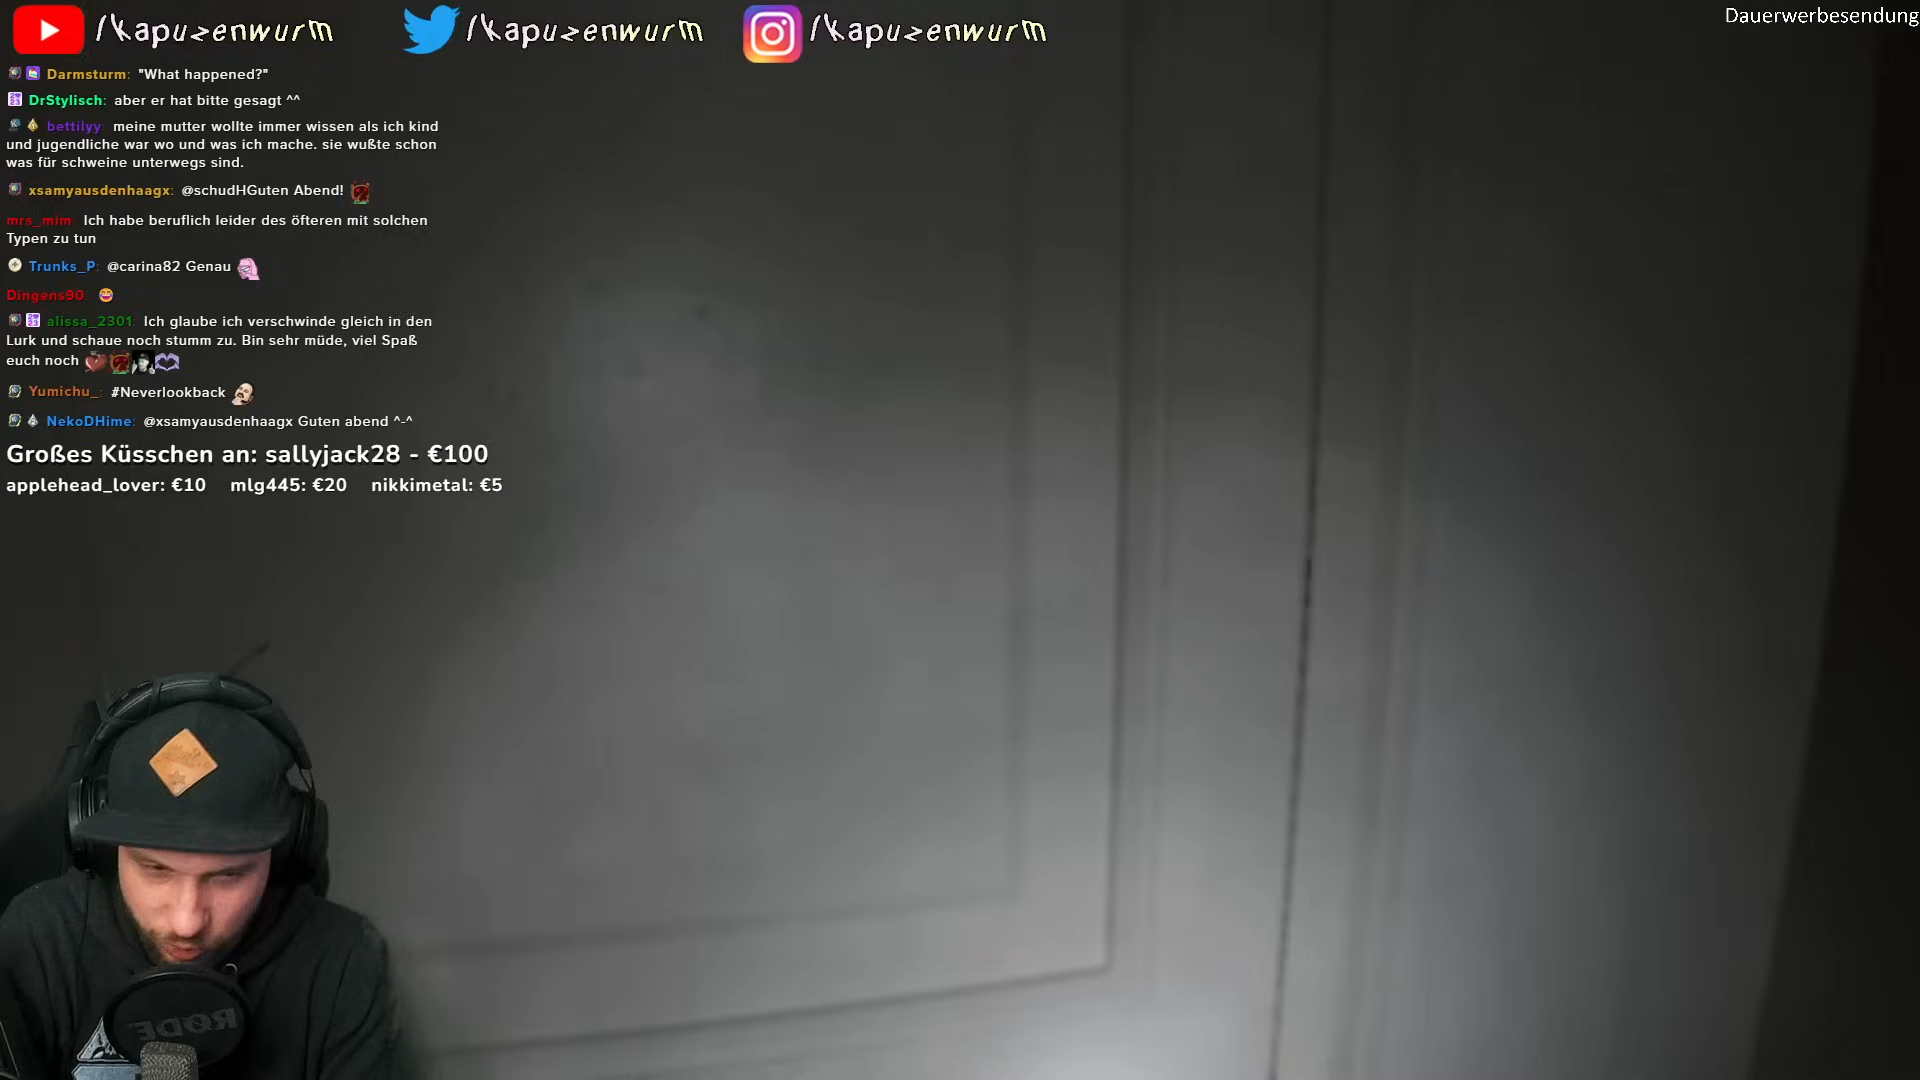 /kapuzenwurm /kapuzenwurm /kapuzenwurm Dauerwerbesendung
Darmsturm: "What happened?"
DrStylisch: aber er hat bitte gesagt ^^
bettilyy: meine mutter wollte immer wissen als ich kind
und jugendliche war wo und was ich mache. sie wußte schon
was für schweine unterwegs sind.
xsamyausdenhaagx: @schudHGuten Abend!
mrs_mim: Ich habe beruflich leider des öfteren mit solchen
Typen zu tun
Trunks_P: @carina82 Genau
Dingens90: 😄
alissa_2301: Ich glaube ich verschwinde gleich in den
Lurk und schaue noch stumm zu. Bin sehr müde, viel Spaß
euch noch
Yumichu_: #Neverlookback
NekoDHime: @xsamyausdenhaagx Guten abend ^-^
Großes Küsschen an: sallyjack28 - €100
applehead_lover: €10 mlg445: €20 nikkimetal: €5
RODE